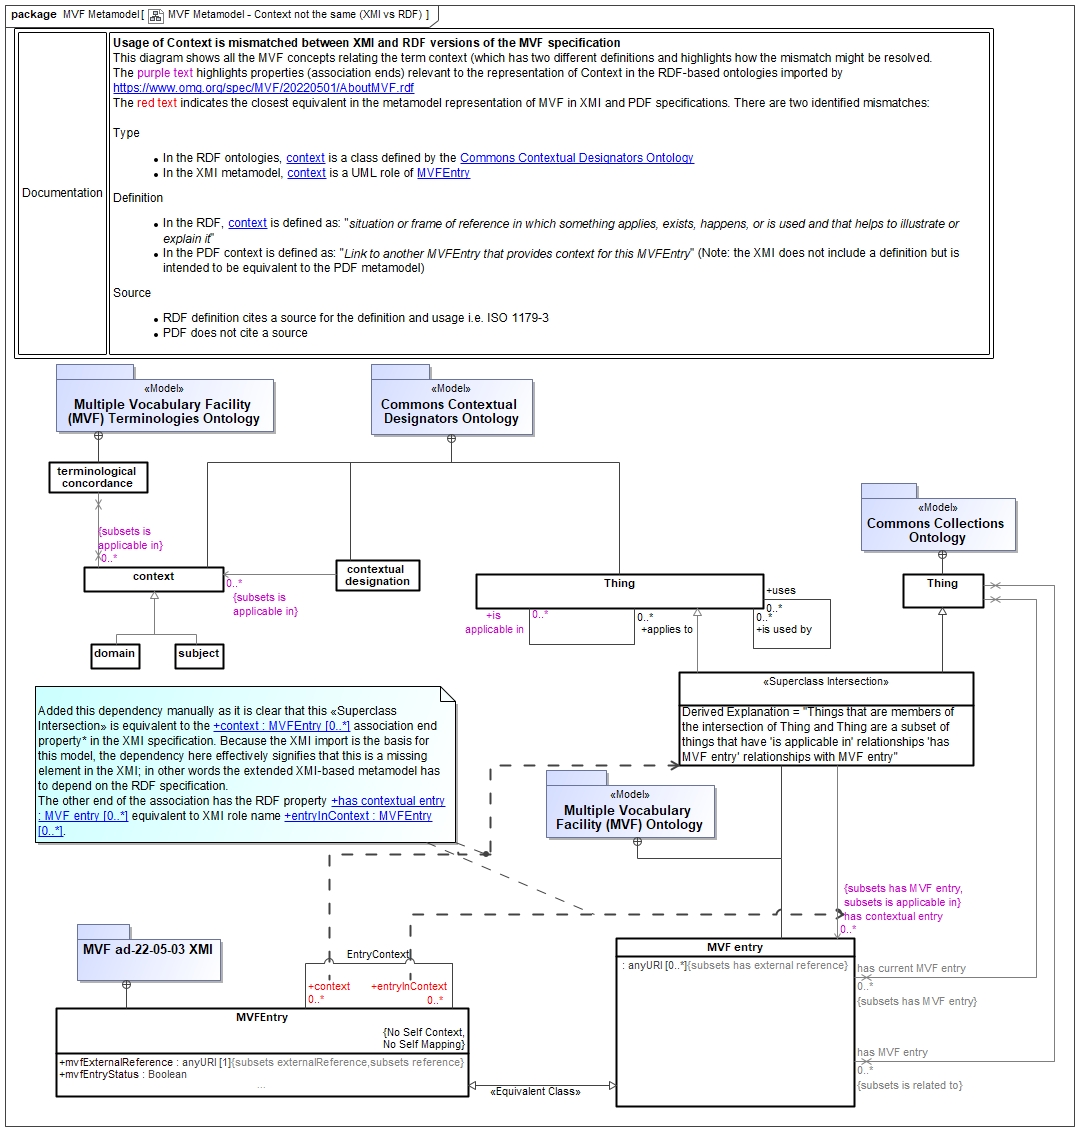 package MVF Metamodel[ MVF Metamodel - Context not the same (XMI vs RDF) ]
Documentation
Usage of Context is mismatched between XMI and RDF versions of the MVF specification
This diagram shows all the MVF concepts relating the term context (which has two different definitions and highlights how the mismatch might be resolved.
The purple text highlights properties (association ends) relevant to the representation of Context in the RDF-based ontologies imported by
https://www.omg.org/spec/MVF/20220501/AboutMVF.rdf
The red text indicates the closest equivalent in the metamodel representation of MVF in XMI and PDF specifications. There are two identified mismatches:
Type
• In the RDF ontologies, context is a class defined by the Commons Contextual Designators Ontology
• In the XMI metamodel, context is a UML role of MVFEntry
Definition
• In the RDF, context is defined as: "situation or frame of reference in which something applies, exists, happens, or is used and that helps to illustrate or
explain it"
• In the PDF context is defined as: "Link to another MVFEntry that provides context for this MVFEntry" (Note: the XMI does not include a definition but is
intended to be equivalent to the PDF metamodel)
Source
• RDF definition cites a source for the definition and usage i.e. ISO 1179-3
• PDF does not cite a source
«Model»
Multiple Vocabulary Facility
(MVF) Terminologies Ontology
«Model»
Commons Contextual
Designators Ontology
terminological
concordance
«Model»
Commons Collections
Ontology
{subsets is
applicable in}
0..*
context
0..*
{subsets is
applicable in}
contextual
designation
Thing
+is
applicable in
0..*
0..*
+applies to
+uses
0..*
0..*
+is used by
Thing
domain
subject
«Superclass Intersection»
Derived Explanation = "Things that are members of
the intersection of Thing and Thing are a subset of
things that have 'is applicable in' relationships 'has
MVF entry' relationships with MVF entry"
Added this dependency manually as it is clear that this «Superclass
Intersection» is equivalent to the +context : MVFEntry [0..*] association end
property* in the XMI specification. Because the XMI import is the basis for
this model, the dependency here effectively signifies that this is a missing
element in the XMI; in other words the extended XMI-based metamodel has
to depend on the RDF specification.
The other end of the association has the RDF property +has contextual entry
: MVF entry [0..*] equivalent to XMI role name +entryInContext : MVFEntry
[0..*].
«Model»
Multiple Vocabulary
Facility (MVF) Ontology
{subsets has MVF entry,
subsets is applicable in}
has contextual entry
0..*
MVF ad-22-05-03 XMI
EntryContext
+context
0..*
+entryInContext
0..*
MVFEntry
{No Self Context,
No Self Mapping}
+mvfExternalReference : anyURI [1]{subsets externalReference,subsets reference}
+mvfEntryStatus : Boolean
...
«Equivalent Class»
MVF entry
: anyURI [0..*]{subsets has external reference}
has current MVF entry
0..*
{subsets has MVF entry}
has MVF entry
0..*
{subsets is related to}